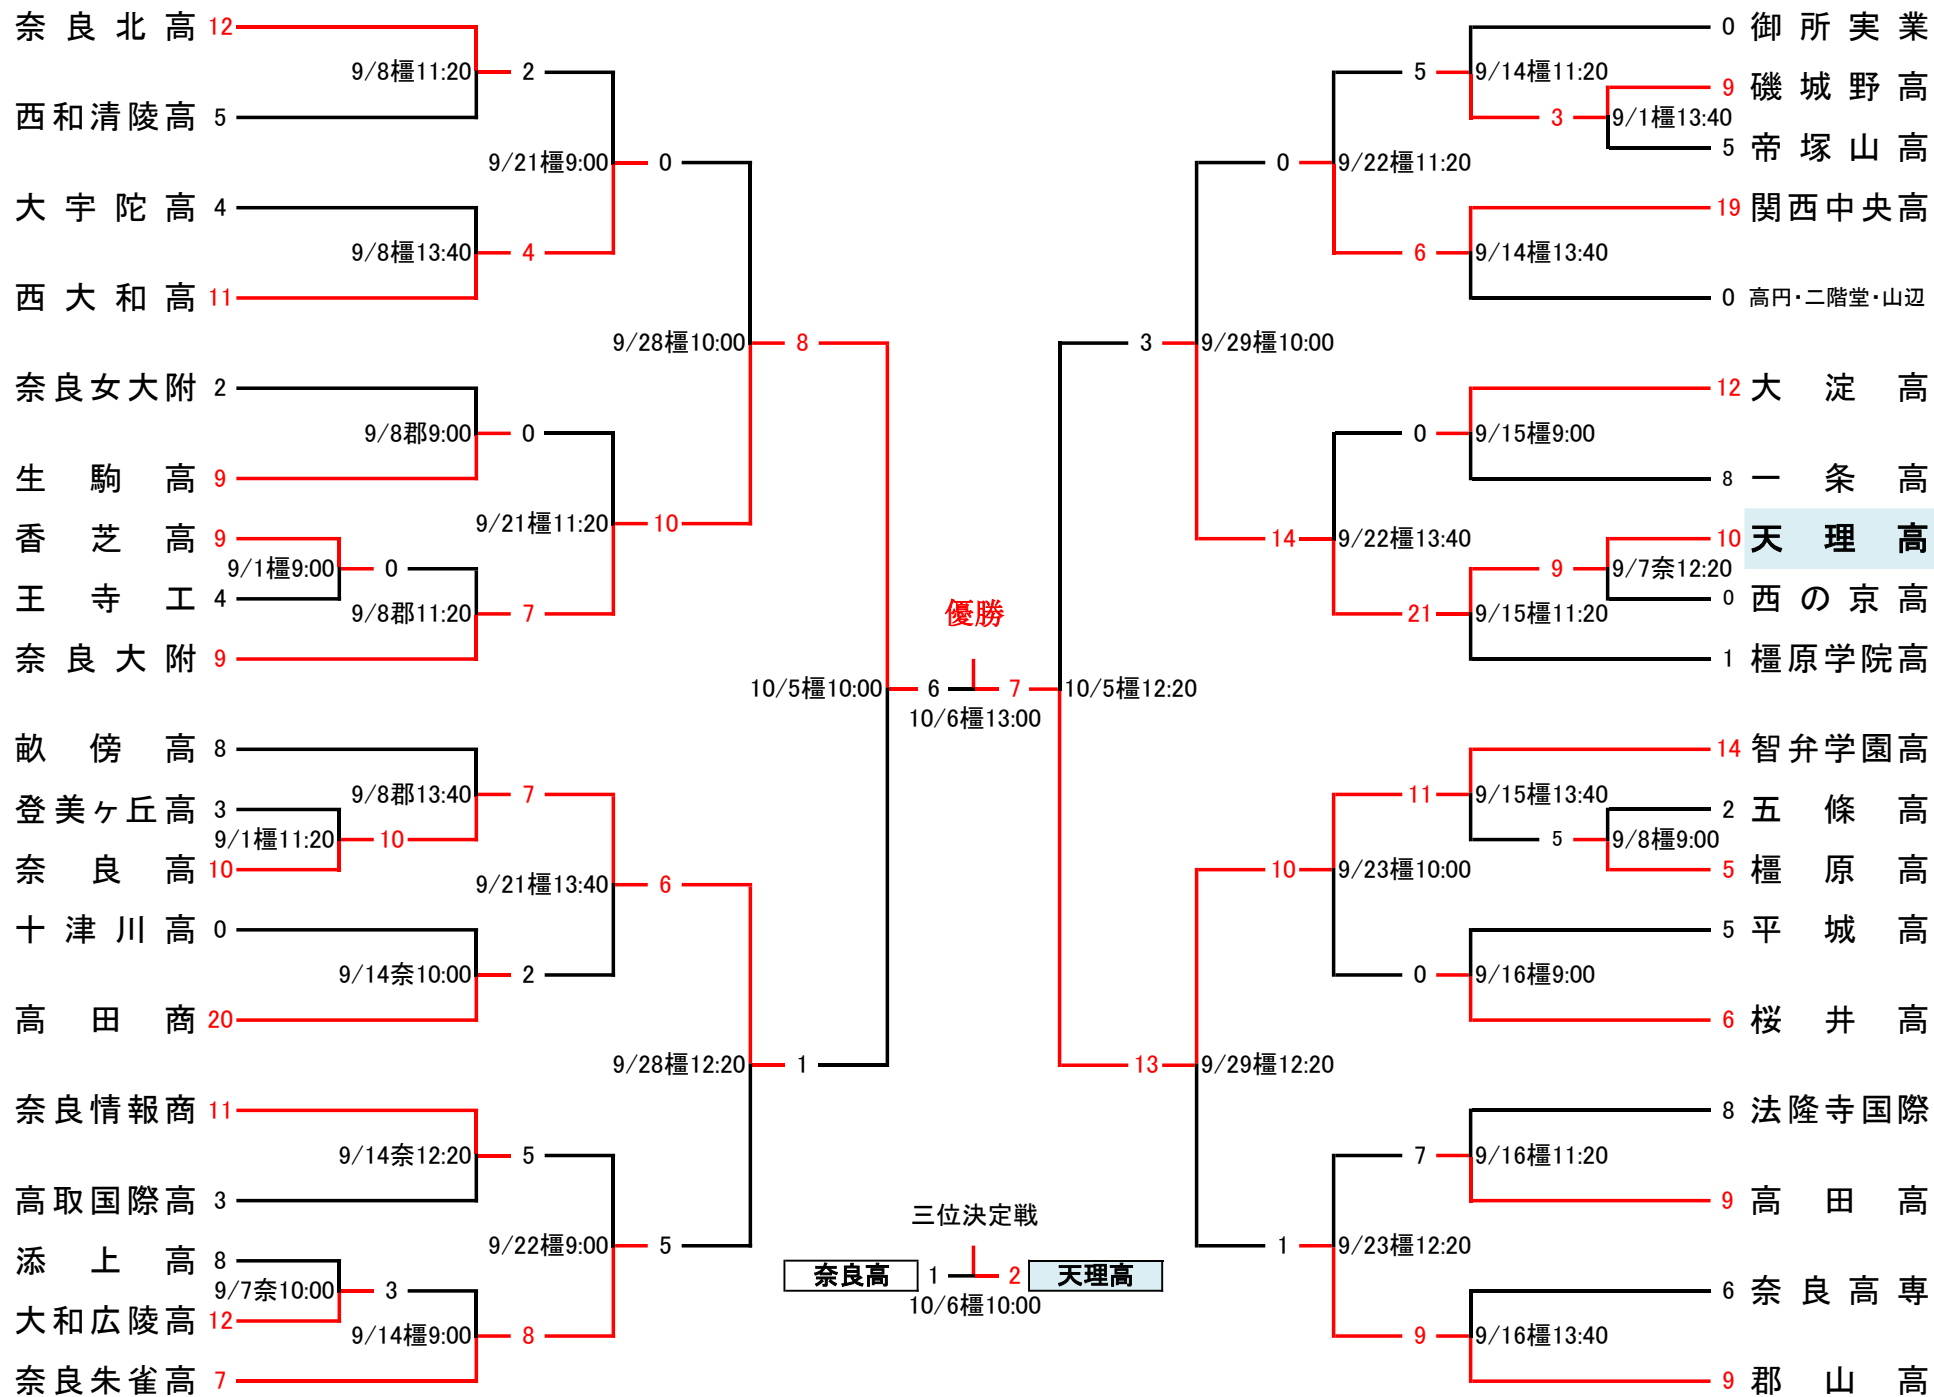 奈良北高 12
9/8橿11:20 2
西和清陵高 5
9/21橿9:00 0
大宇陀高 4
9/8橿13:40 4
西大和高 11
9/28橿10:00 8
奈良女大附 2
9/8郡9:00 0
生駒高 9
9/21橿11:20 10
香芝高 9
9/1橿9:00 0
王寺工 4
9/8郡11:20 7
奈良大附 9
10/5橿10:00 6
畝傍高 8
9/8郡13:40 7
登美ヶ丘高 3
9/1橿11:20 10
奈良高 10
9/21橿13:40 6
十津川高 0
9/14奈10:00 2
高田商 20
9/28橿12:20 1
奈良情報商 11
9/14奈12:20 5
高取国際高 3
9/22橿9:00 5
添上高 8
9/7奈10:00 3
大和広陵高 12
9/14橿9:00 8
奈良朱雀高 7
優勝
10/6橿13:00
三位決定戦
奈良高 1 2 天理高
10/6橿10:00
0 御所実業
5 9/14橿11:20
9 磯城野高
3 9/1橿13:40
5 帝塚山高
0 9/22橿11:20
19 関西中央高
6 9/14橿13:40
0 高円・二階堂・山辺
3 9/29橿10:00
12 大淀高
0 9/15橿9:00
8 一条高
14 9/22橿13:40
10 天理高
9 9/7奈12:20
0 西の京高
21 9/15橿11:20
1 橿原学院高
7 10/5橿12:20
14 智弁学園高
11 9/15橿13:40
2 五條高
5 9/8橿9:00
5 橿原高
10 9/23橿10:00
5 平城高
0 9/16橿9:00
6 桜井高
13 9/29橿12:20
8 法隆寺国際
7 9/16橿11:20
9 高田高
1 9/23橿12:20
6 奈良高専
9 9/16橿13:40
9 郡山高